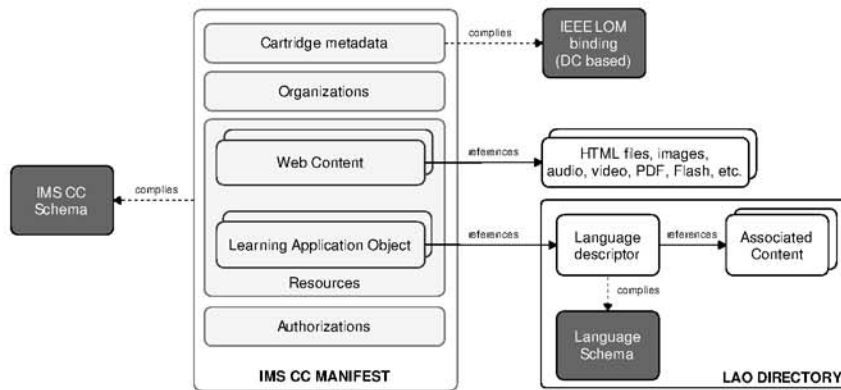 Cartridge metadata
complies
IEEE LOM
binding
(DC based)
Organizations
Web Content
references
HTML files, images,
audio, video, PDF, Flash, etc.
IMS CC
Schema
complies
Learning Application Object
references
Language
descriptor
references
Associated
Content
Resources
complies
Authorizations
Language
Schema
IMS CC MANIFEST
LAO DIRECTORY